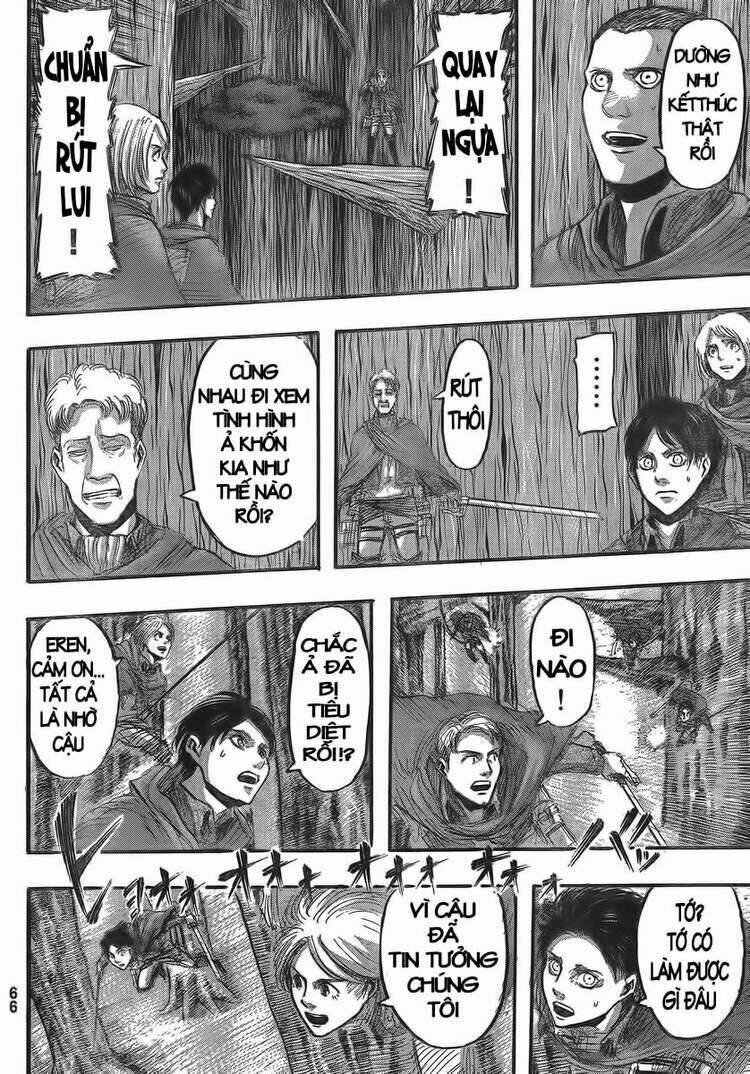 DƯỜNG
NHƯ
KẾT THÚC
THẬT
RỒI
QUAY
LẠI
NGỰA
!
CHUẨN
BỊ
RÚT
LUI
!
......
RÚT
THÔI
CÙNG
NHAU ĐI XEM
TÌNH HÌNH
Ả KHỐN
KIA NHƯ
THẾ NÀO
RỒI?
ĐI
NÀO
!
CHẮC
Ả ĐÃ
BỊ
TIÊU
DIỆT
RỒI!?
EREN,
CẢM ƠN...
TẤT CẢ
LÀ NHỜ
CẬU
TỚ?
TỚ CÓ
LÀM ĐƯỢC
GÌ ĐÂU
VÌ CẬU
ĐÃ
TIN TƯỞNG
CHÚNG
TÔI
66